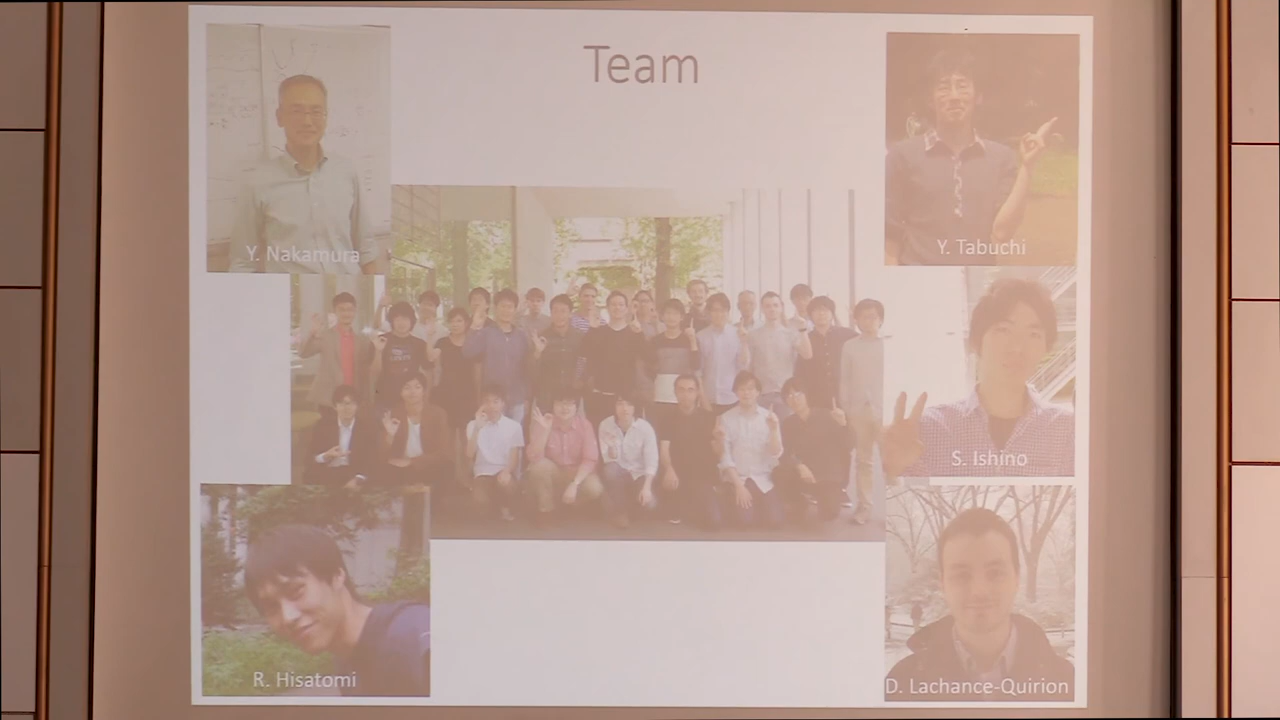 Team
Y. Nakamura
Y. Tabuchi
S. Ishino
R. Hisatomi
D. Lachance-Quirion